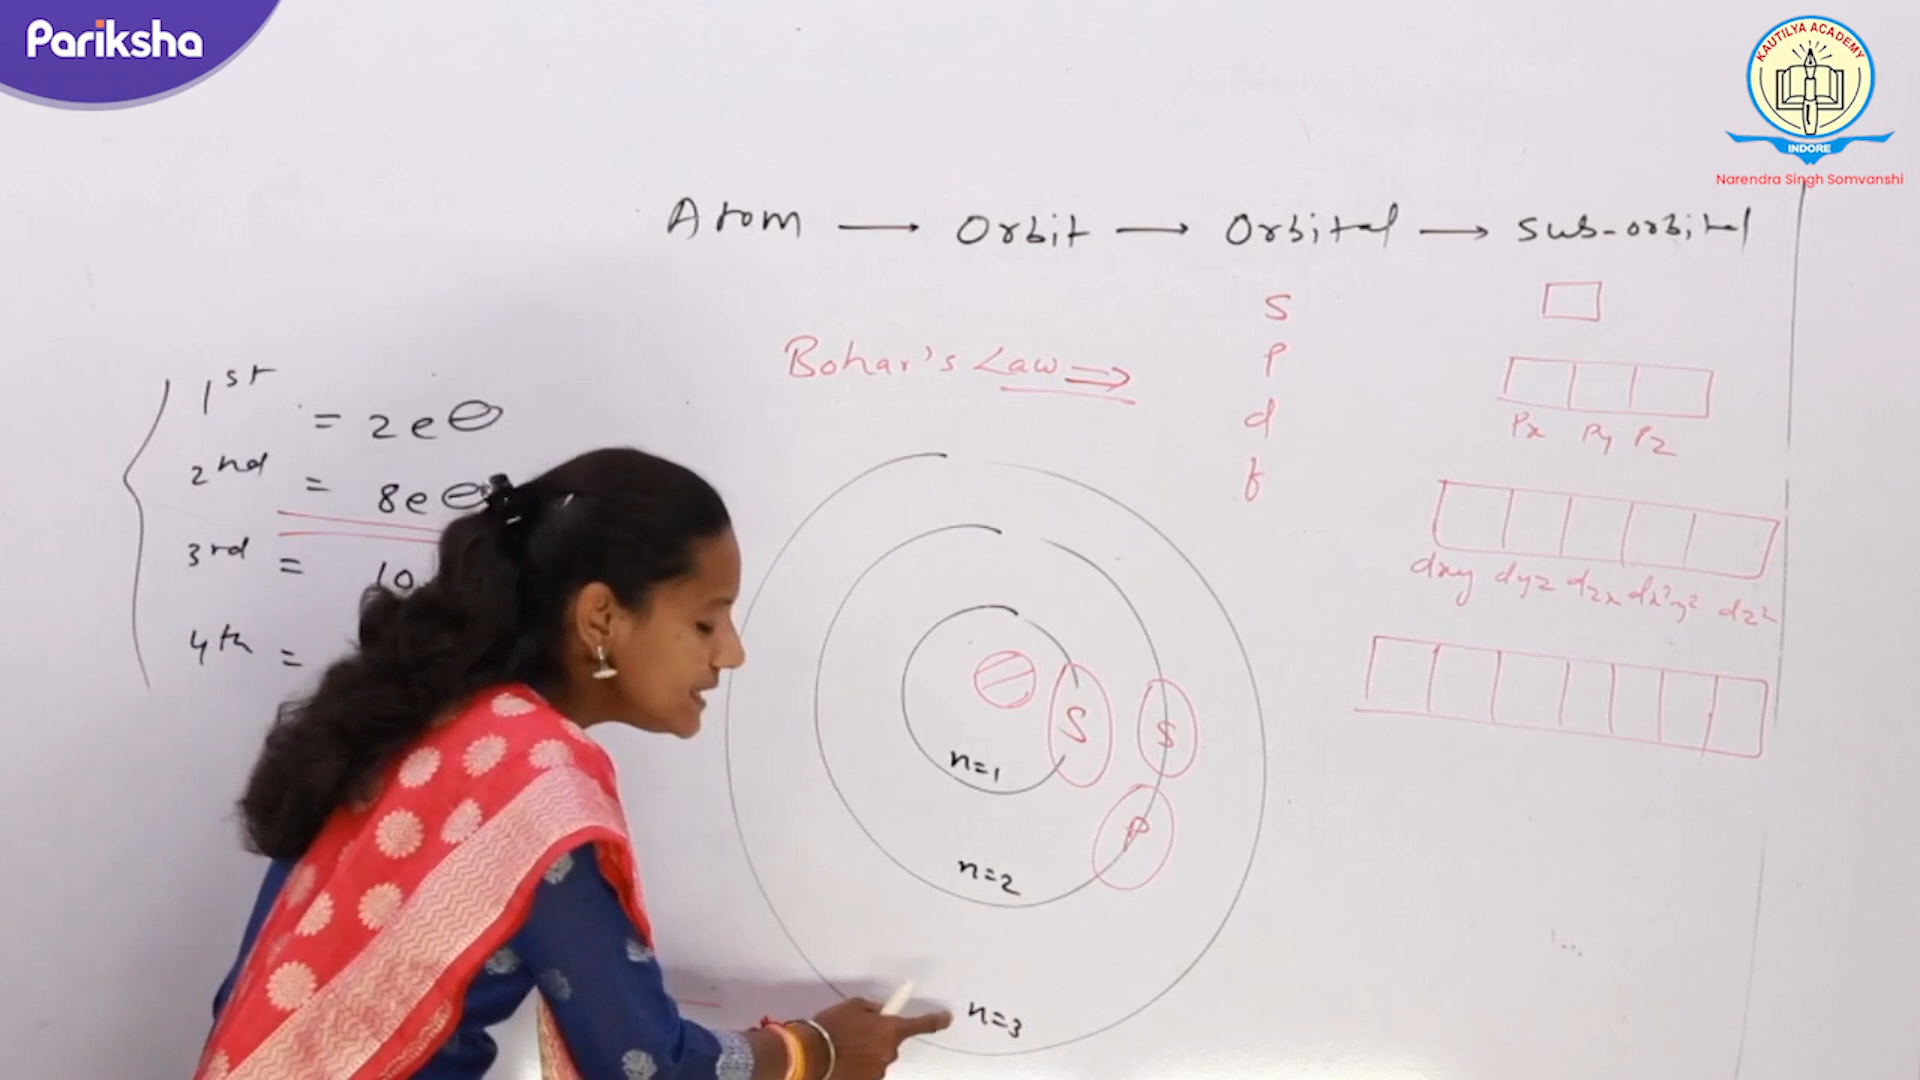 Pariksha
KAUTILYA ACADEMY
INDORE
Narendra Singh Somvanshi
Atom → Orbit → Orbital → Sub-orbital
S
Bohar's Law ⇒
P
d
f
Px Py Pz
dxy dyz dzx dx²y² dz²
1st = 2e⊖
2nd = 8e⊖
3rd = 10
4th =
S
S
P
n=1
n=2
n=3